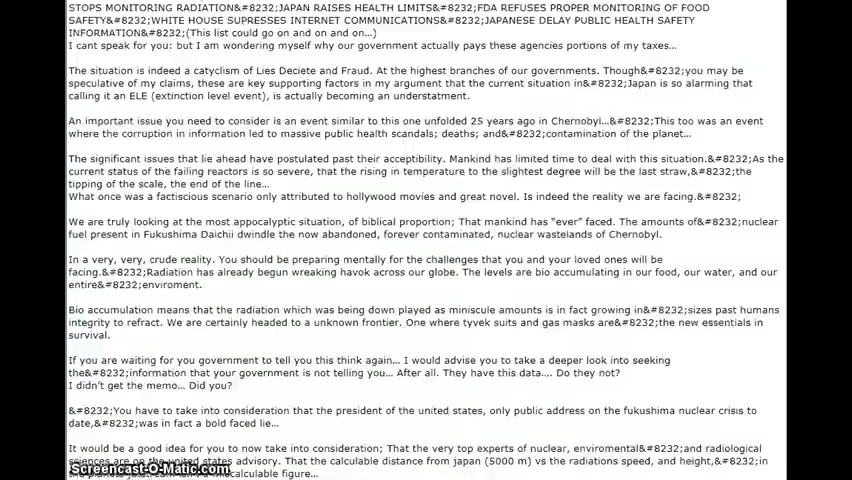 STOPS MONITORING RADIATION&#8232;JAPAN RAISES HEALTH LIMITS&#8232;FDA REFUSES PROPER MONITORING OF FOOD
SAFETY&#8232;WHITE HOUSE SUPRESSES INTERNET COMMUNICATIONS&#8232;JAPANESE DELAY PUBLIC HEALTH SAFETY
INFORMATION&#8232;(This list could go on and on and on…)
I cant speak for you: but I am wondering myself why our government actually pays these agencies portions of my taxes…
The situation is indeed a catyclism of Lies Deciete and Fraud. At the highest branches of our governments. Though&#8232;you may be
speculative of my claims, these are key supporting factors in my argument that the current situation in&#8232;Japan is so alarming that
calling it an ELE (extinction level event), is actually becoming an understatment.
An important issue you need to consider is an event similar to this one unfolded 25 years ago in Chernobyl…&#8232;This too was an event
where the corruption in information led to massive public health scandals; deaths; and&#8232;contamination of the planet…
The significant issues that lie ahead have postulated past their acceptibility. Mankind has limited time to deal with this situation.&#8232;As the
current status of the failing reactors is so severe, that the rising in temperature to the slightest degree will be the last straw,&#8232;the
tipping of the scale, the end of the line…
What once was a factiscious scenario only attributed to hollywood movies and great novel. Is indeed the reality we are facing.&#8232;
We are truly looking at the most appocalyptic situation, of biblical proportion; That mankind has “ever” faced. The amounts of&#8232;nuclear
fuel present in Fukushima Daichii dwindle the now abandoned, forever contaminated, nuclear wastelands of Chernobyl.
In a very, very, crude reality. You should be preparing mentally for the challenges that you and your loved ones will be
facing.&#8232;Radiation has already begun wreaking havok across our globe. The levels are bio accumulating in our food, our water, and our
entire&#8232;enviroment.
Bio accumulation means that the radiation which was being down played as miniscule amounts is in fact growing in&#8232;sizes past humans
integrity to refract. We are certainly headed to a unknown frontier. One where tyvek suits and gas masks are&#8232;the new essentials in
survival.
If you are waiting for you government to tell you this think again… I would advise you to take a deeper look into seeking
the&#8232;information that your government is not telling you… After all. They have this data…. Do they not?
I didn’t get the memo… Did you?
&#8232;You have to take into consideration that the president of the united states, only public address on the fukushima nuclear crisis to
date,&#8232;was in fact a bold faced lie…
It would be a good idea for you to now take into consideration; That the very top experts of nuclear, enviromental&#8232;and radiological
sciences are on the united states advisory. That the calculable distance from japan (5000 m) vs the radiations speed, and height,&#8232;in
the planets jetstream isn't a miscalculable figure…
Screencast-O-Matic.com